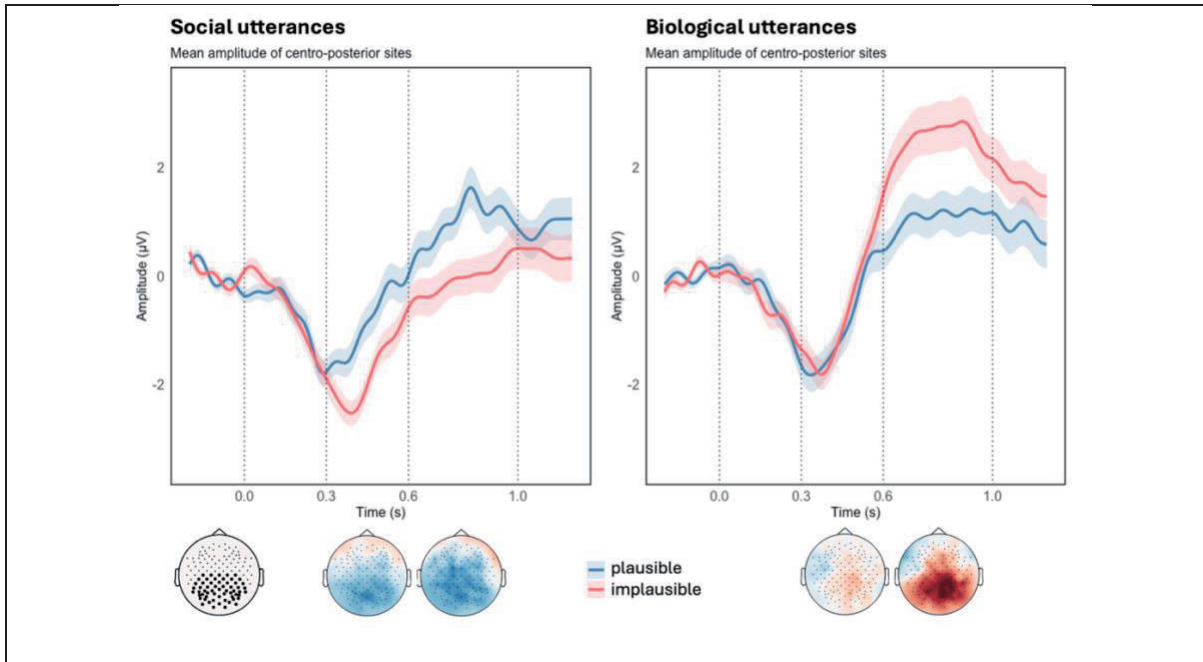 Social utterances
Mean amplitude of centro-posterior sites
Amplitude (µV)
2
0
-2
0.0 0.3 0.6 1.0
Time (s)
Biological utterances
Mean amplitude of centro-posterior sites
Amplitude (µV)
2
0
-2
0.0 0.3 0.6 1.0
Time (s)
plausible
implausible